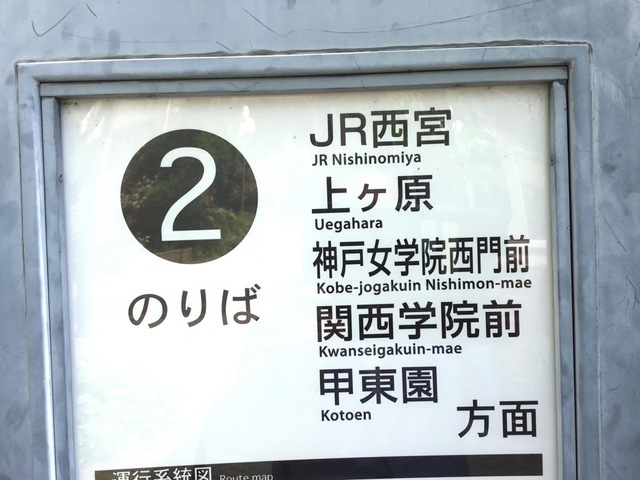 2
のりば
JR西宮
JR Nishinomiya
上ヶ原
Uegahara
神戸女学院西門前
Kobe-jogakuin Nishimon-mae
関西学院前
Kwanseigakuin-mae
甲東園
Kotoen
方面
運行系統図 Route map